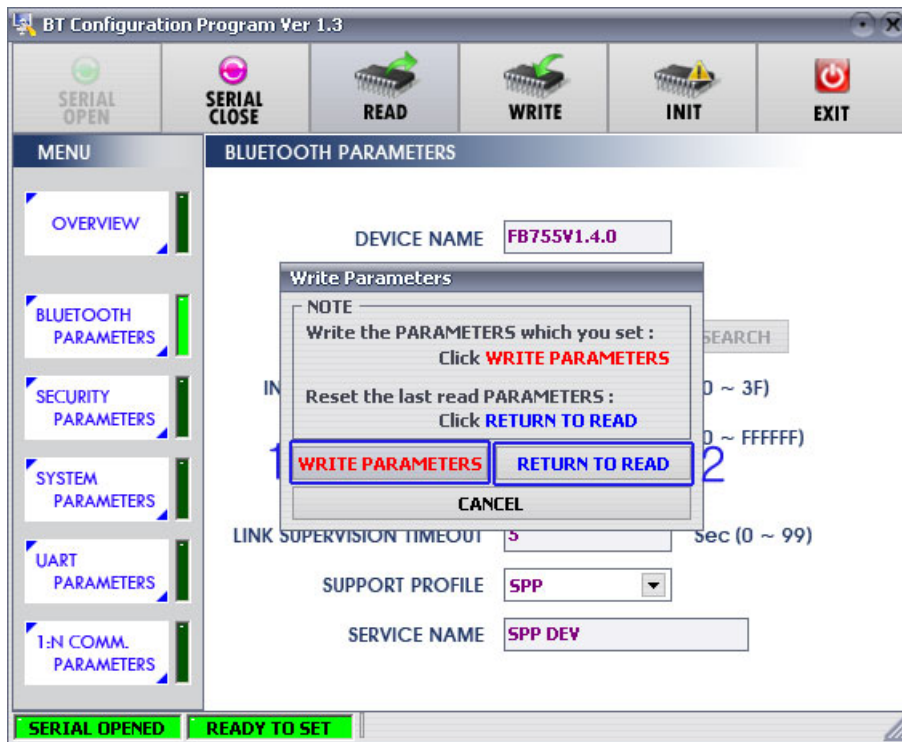 BT Configuration Program Ver 1.3
SERIAL
OPEN
SERIAL
CLOSE
READ
WRITE
INIT
EXIT
MENU
BLUETOOTH PARAMETERS
OVERVIEW
BLUETOOTH
PARAMETERS
SECURITY
PARAMETERS
SYSTEM
PARAMETERS
UART
PARAMETERS
1:N COMM.
PARAMETERS
DEVICE NAME
FB755V1.4.0
SEARCH
IN
0 ~ 3F)
0 ~ FFFFFF)
Write Parameters
NOTE
Write the PARAMETERS which you set :
Click WRITE PARAMETERS
Reset the last read PARAMETERS :
Click RETURN TO READ
1
WRITE PARAMETERS
RETURN TO READ
2
CANCEL
LINK SUPERVISION TIMEOUT
5
Sec (0 ~ 99)
SUPPORT PROFILE
SPP
SERVICE NAME
SPP DEV
SERIAL OPENED
READY TO SET